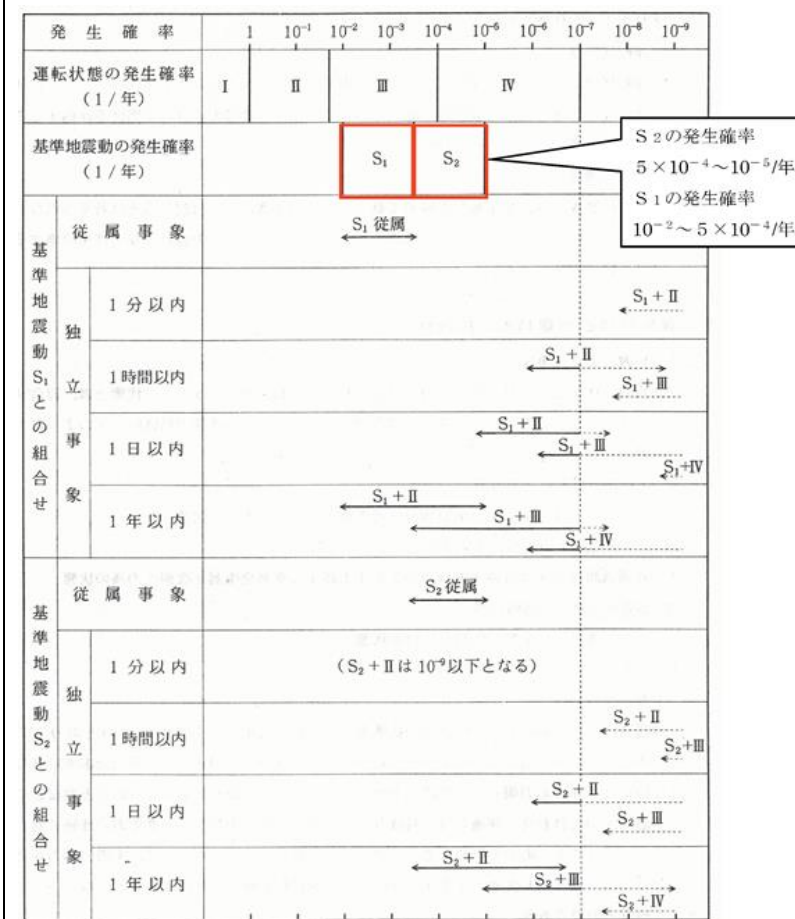 発生確率 1 10⁻¹ 10⁻² 10⁻³ 10⁻⁴ 10⁻⁵ 10⁻⁶ 10⁻⁷ 10⁻⁸ 10⁻⁹
運転状態の発生確率
(1/年)
I II III IV
基準地震動の発生確率
(1/年)
S₁ S₂
S2の発生確率
5×10⁻⁴~10⁻⁵/年
S1の発生確率
10⁻²~5×10⁻⁴/年
基準地震動S₁との組合せ
従属事象
S₁従属
独立事象
1分以内
S₁+II
1時間以内
S₁+II
S₁+III
1日以内
S₁+II
S₁+III
S₁+IV
1年以内
S₁+II
S₁+III
S₁+IV
基準地震動S₂との組合せ
従属事象
S₂従属
独立事象
1分以内
(S₂+IIは10⁻⁹以下となる)
1時間以内
S₂+II
S₂+III
1日以内
S₂+II
S₂+III
1年以内
S₂+II
S₂+III
S₂+IV